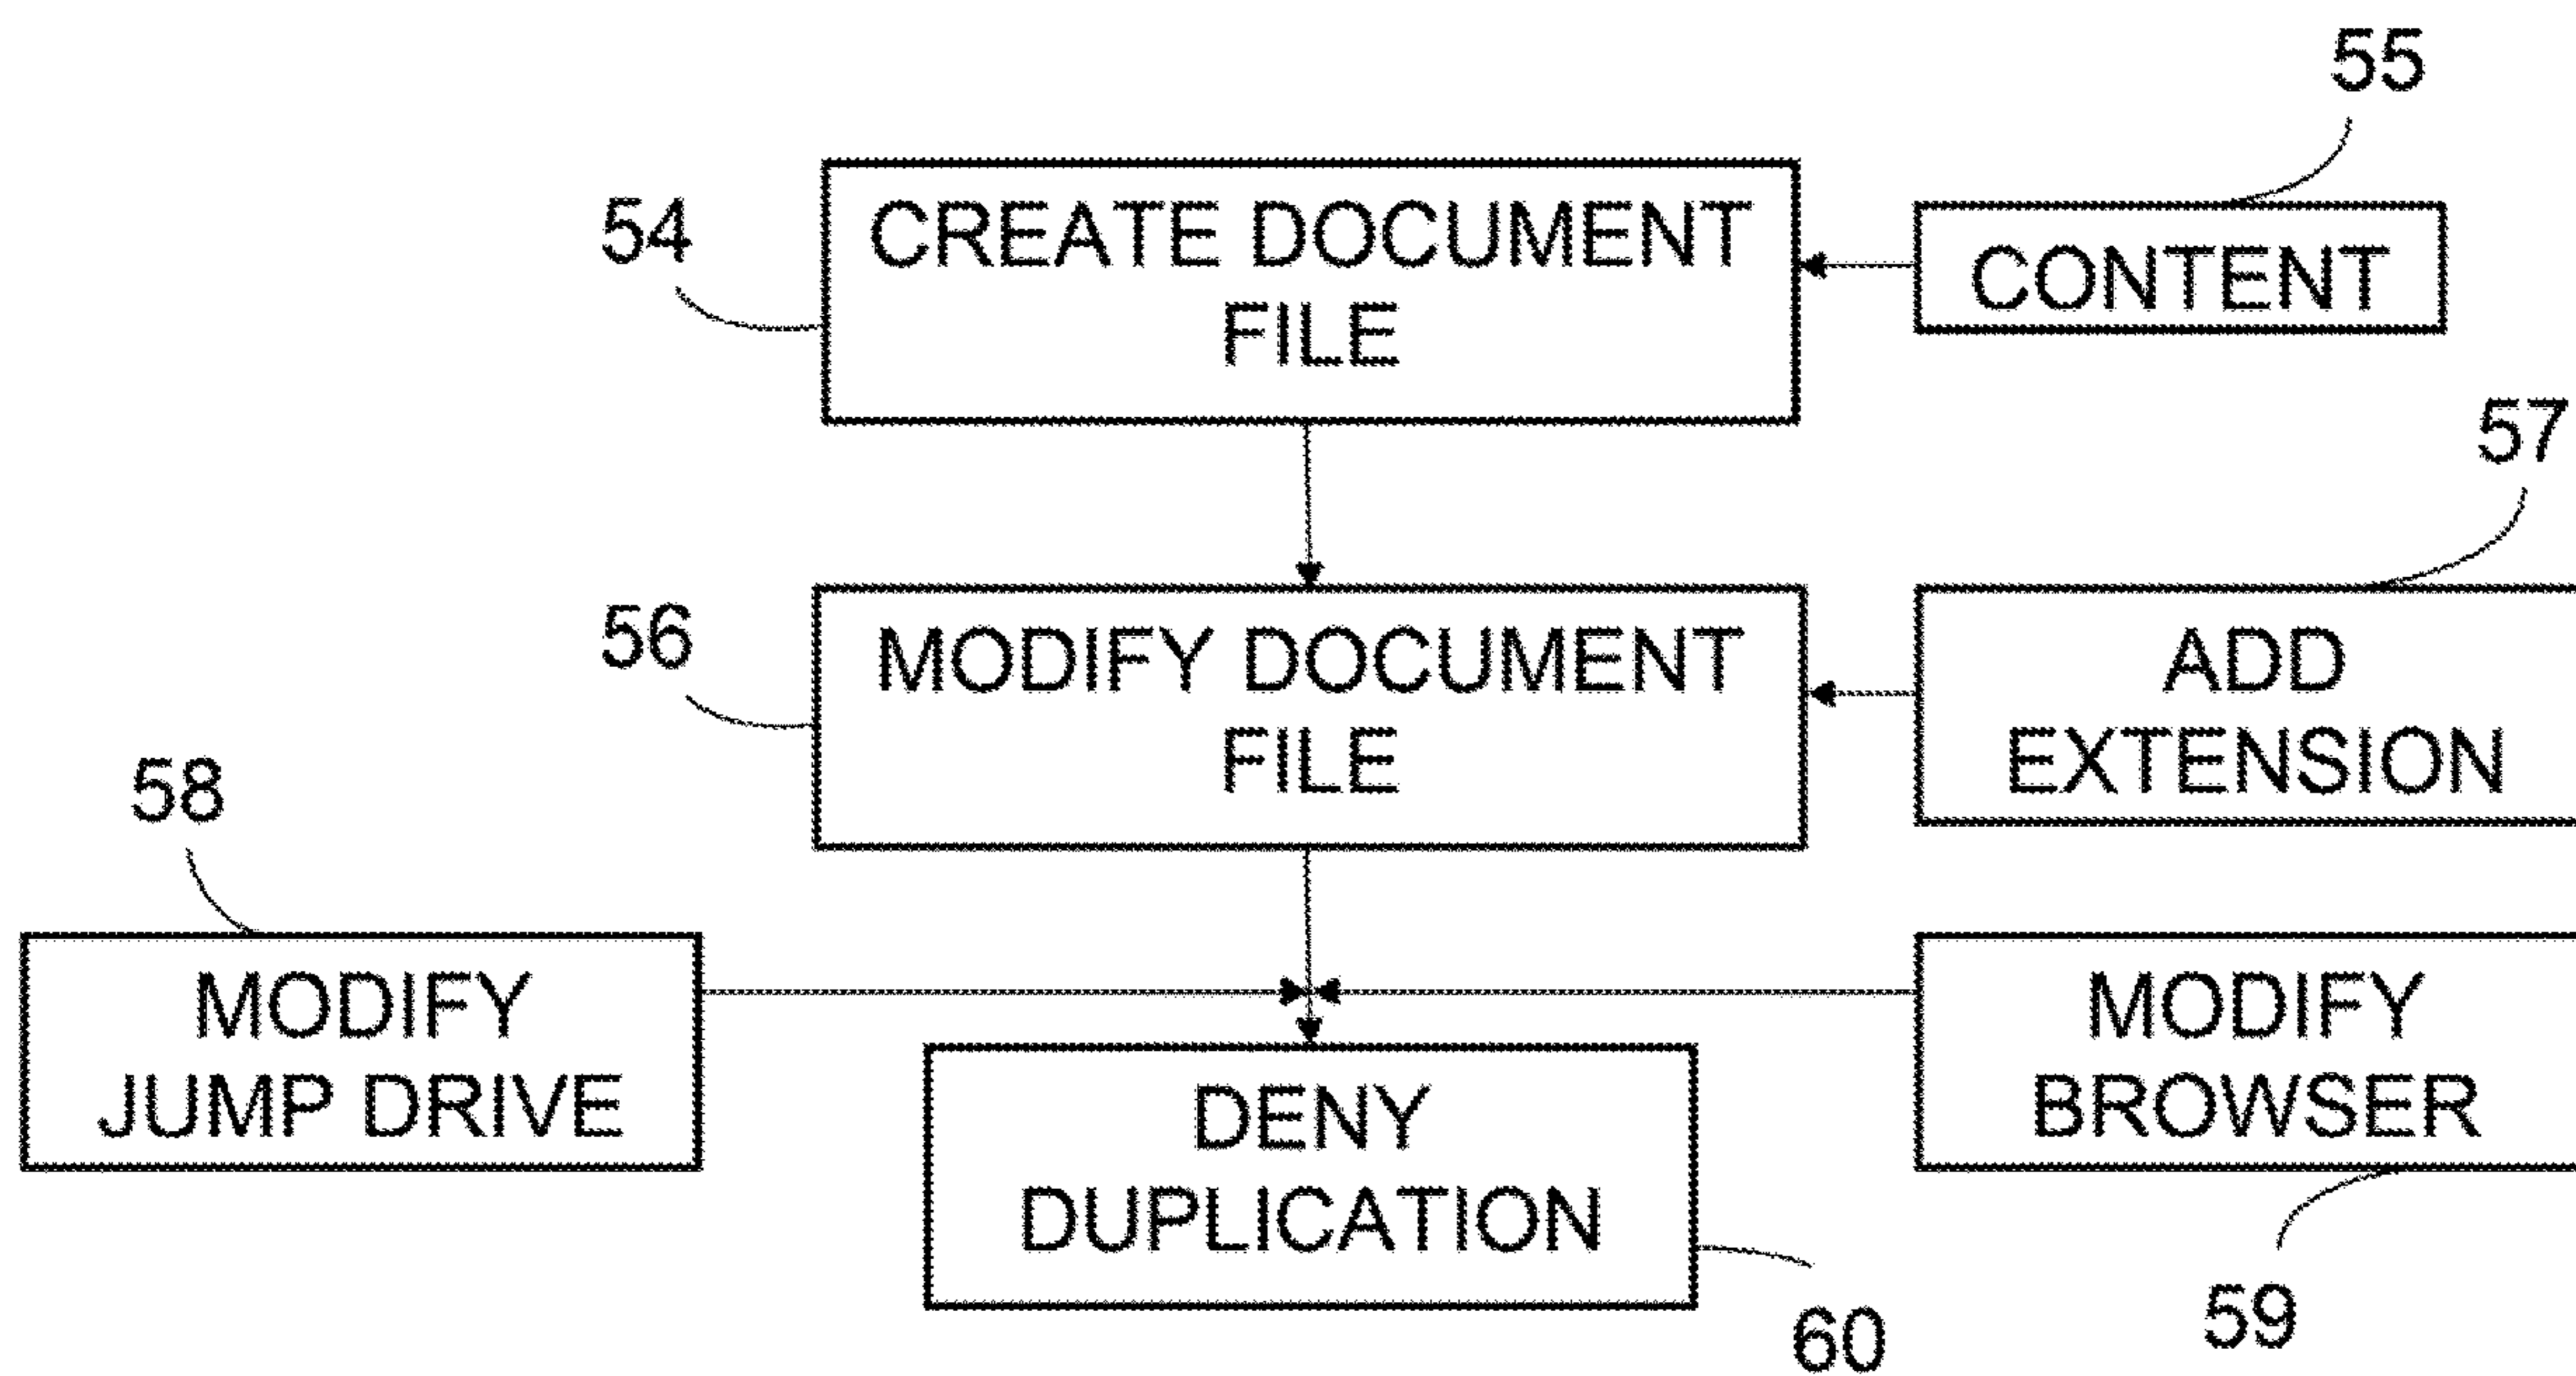 55
54
CREATE DOCUMENT
FILE
CONTENT
57
56
MODIFY DOCUMENT
FILE
ADD
EXTENSION
58
MODIFY
JUMP DRIVE
MODIFY
BROWSER
DENY
DUPLICATION
59
60